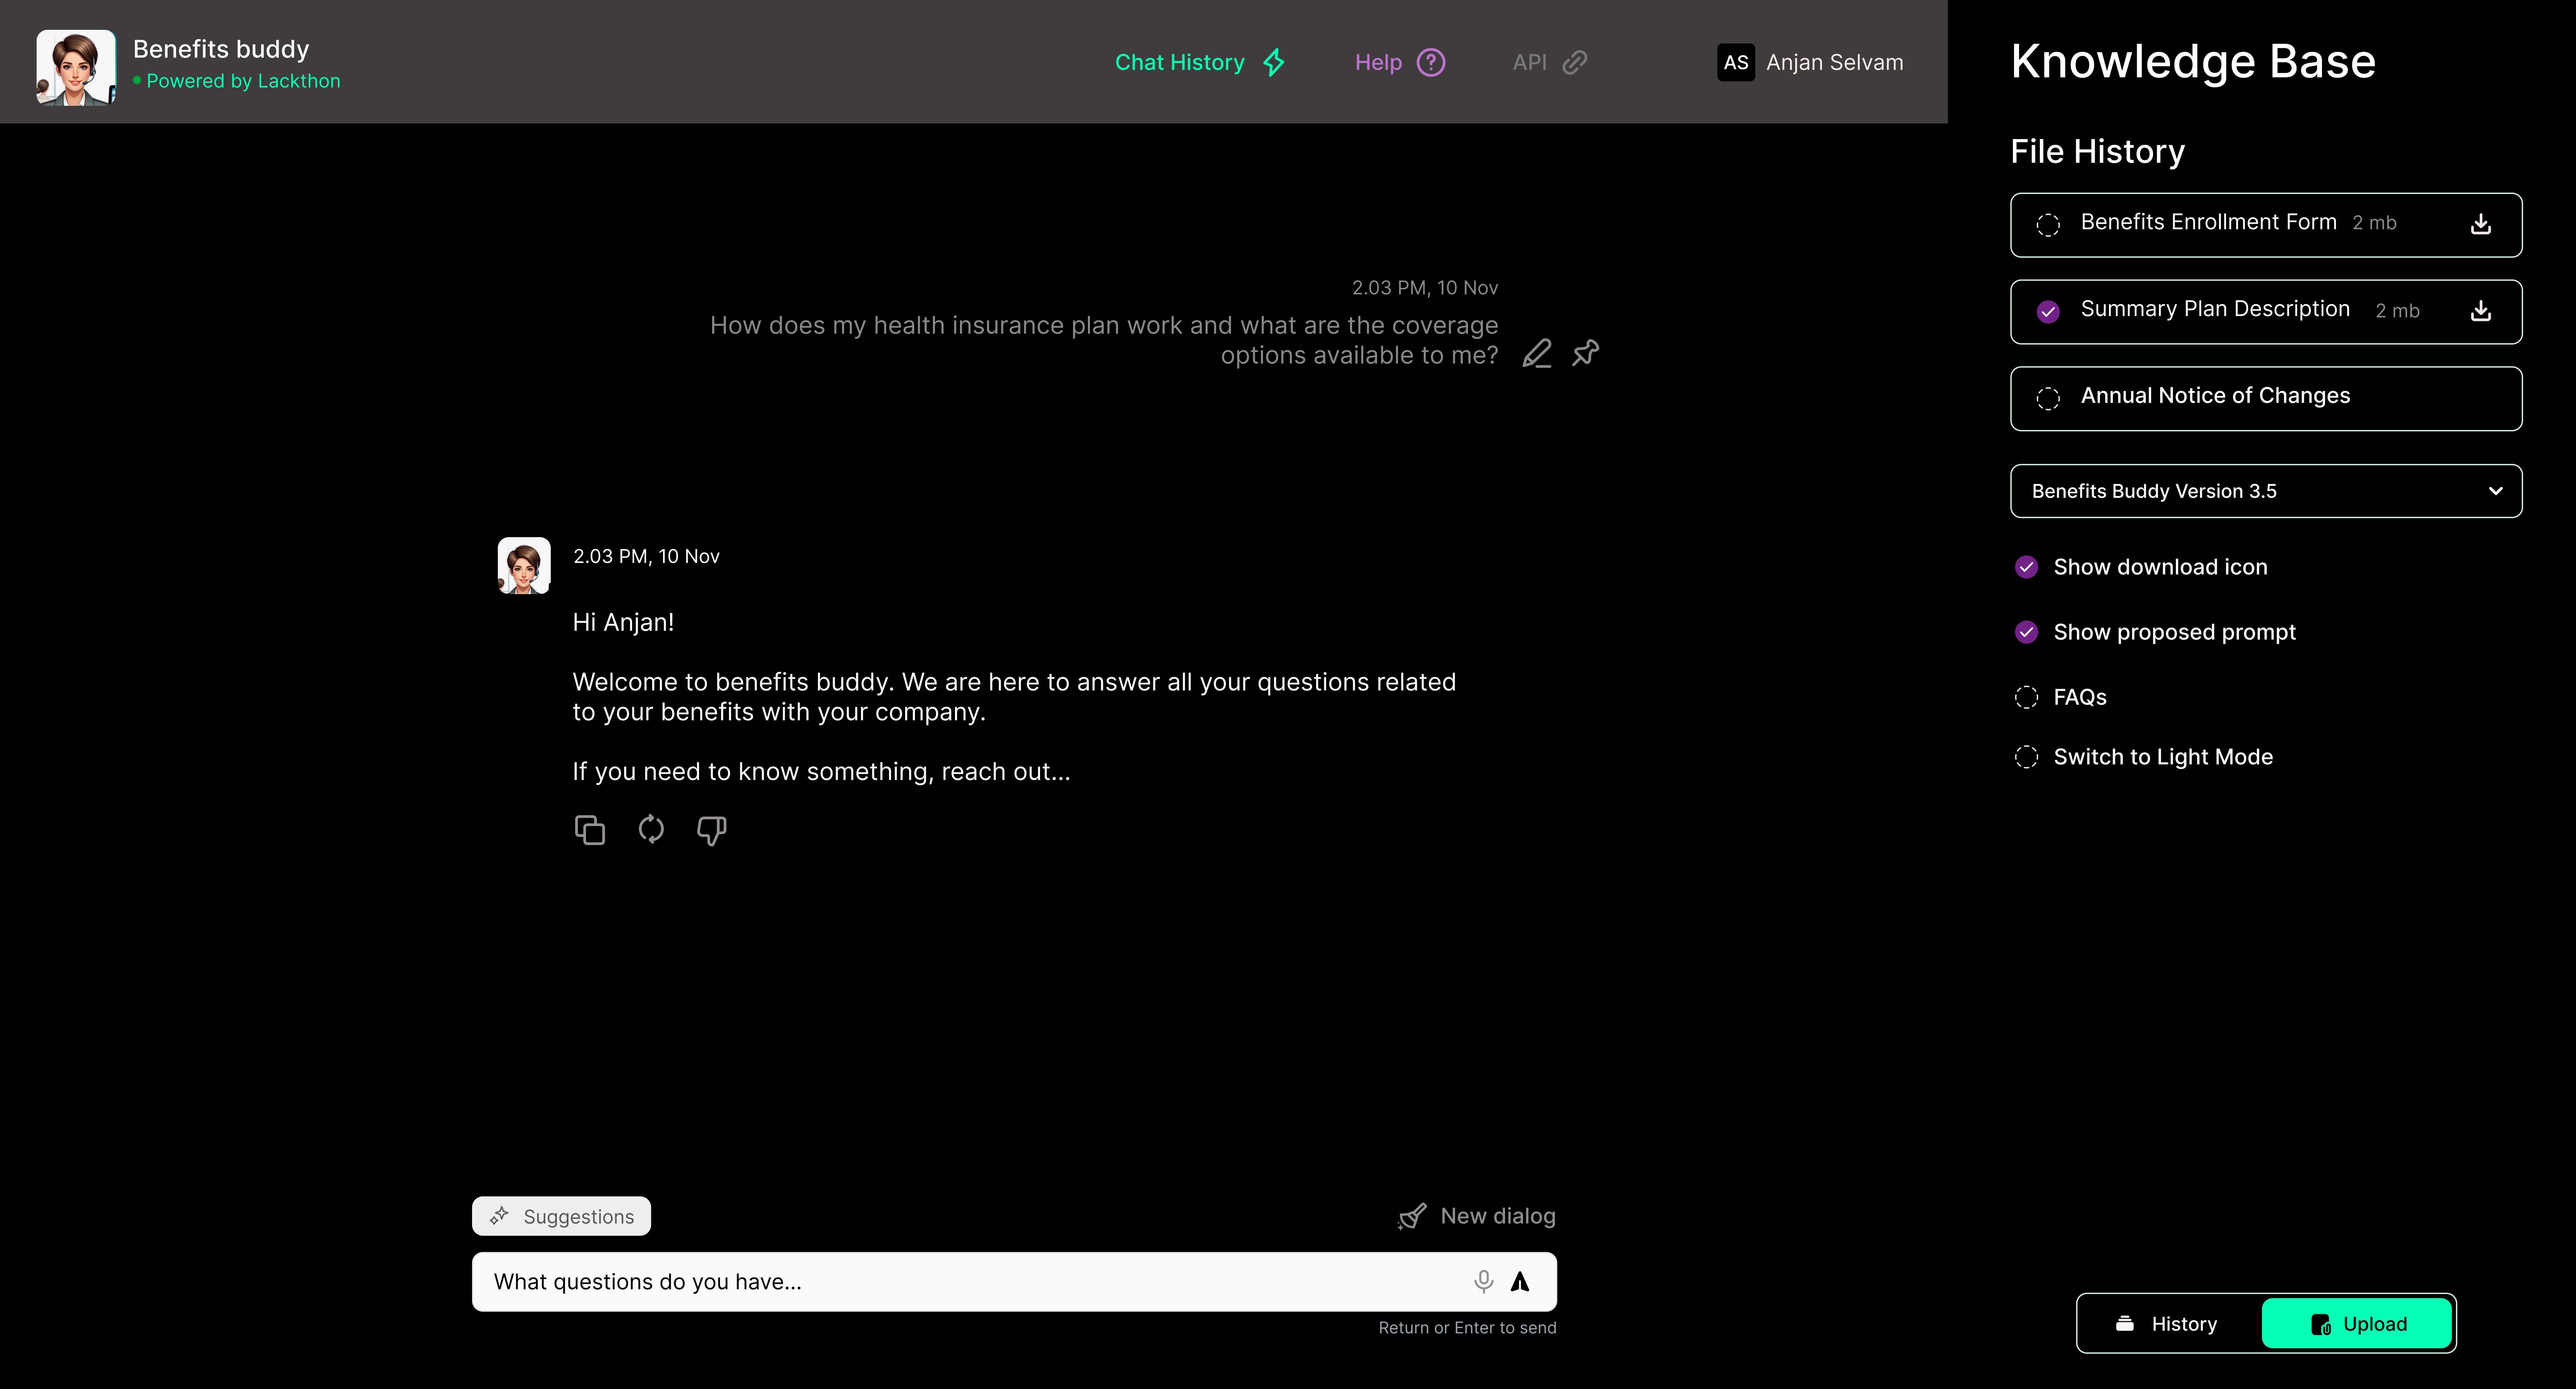 Benefits buddy
Powered by Lackthon
Chat History
Help
API
AS
Anjan Selvam
2.03 PM, 10 Nov
How does my health insurance plan work and what are the coverage
options available to me?
2.03 PM, 10 Nov
Hi Anjan!
Welcome to benefits buddy. We are here to answer all your questions related
to your benefits with your company.
If you need to know something, reach out...
Suggestions
New dialog
What questions do you have...
Return or Enter to send
Knowledge Base
File History
Benefits Enrollment Form 2 mb
Summary Plan Description 2 mb
Annual Notice of Changes
Benefits Buddy Version 3.5
Show download icon
Show proposed prompt
FAQs
Switch to Light Mode
History
Upload